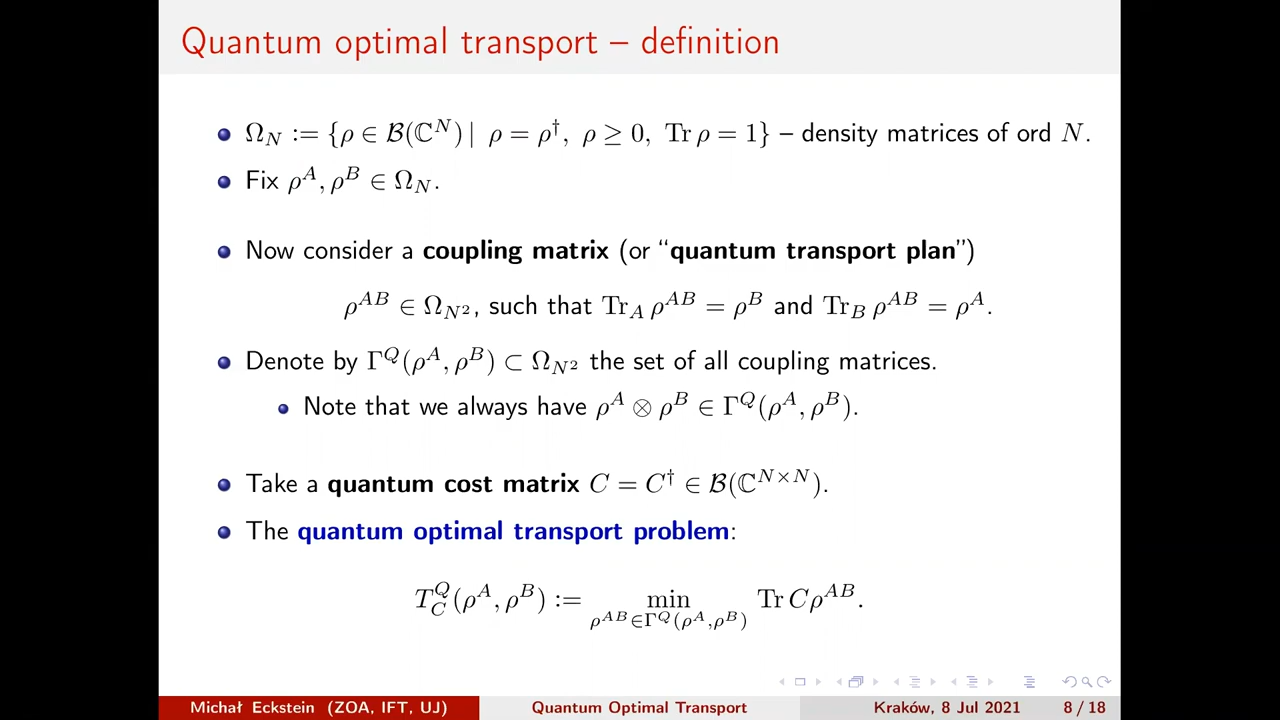 Quantum optimal transport – definition
Ω_N := {ρ ∈ ℬ(ℂ^N) | ρ = ρ^†, ρ ≥ 0, Tr ρ = 1} – density matrices of ord N.
Fix ρ^A, ρ^B ∈ Ω_N.
Now consider a coupling matrix (or “quantum transport plan”)
ρ^{AB} ∈ Ω_{N^2}, such that Tr_A ρ^{AB} = ρ^B and Tr_B ρ^{AB} = ρ^A.
Denote by Γ^Q(ρ^A, ρ^B) ⊂ Ω_{N^2} the set of all coupling matrices.
Note that we always have ρ^A ⊗ ρ^B ∈ Γ^Q(ρ^A, ρ^B).
Take a quantum cost matrix C = C^† ∈ ℬ(ℂ^{N×N}).
The quantum optimal transport problem:
T_C^Q(ρ^A, ρ^B) := min_{ρ^{AB}∈Γ^Q(ρ^A,ρ^B)} Tr Cρ^{AB}.
Michał Eckstein (ZOA, IFT, UJ) Quantum Optimal Transport Kraków, 8 Jul 2021 8 / 18